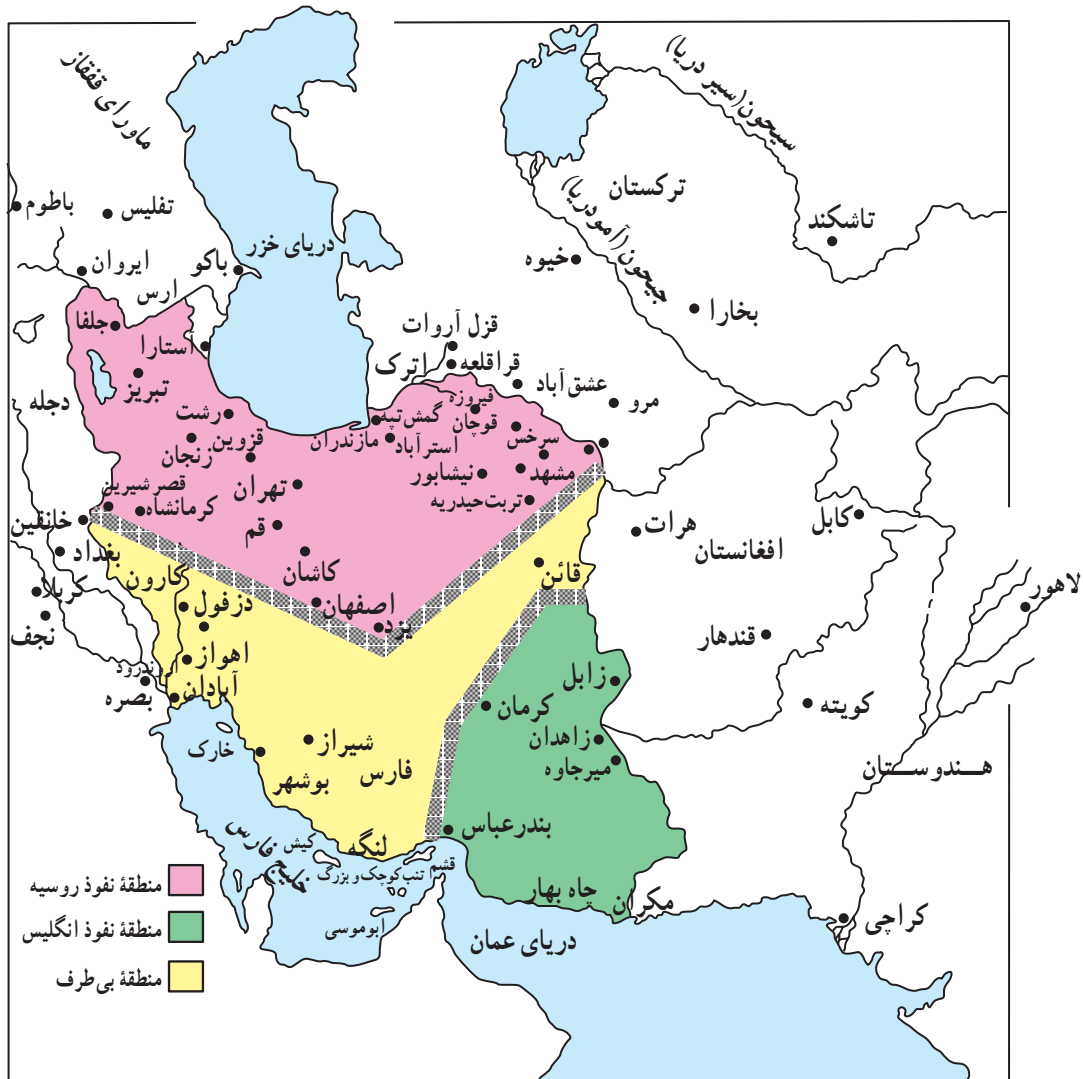 ماورای قفقاز
سیحون (سیر دریا)
ترکستان
باطوم
تفلیس
تاشکند
جیحون (آمودریا)
دریای خزر
خیوه
باکو
ایروان
ارس
بخارا
جلفا
آستارا
قزل آروات
قراقلعه
اترک
عشق آباد
مرو
تبریز
دجله
فیروزه
رشت
گمش تپه
قوچان
قزوین
مازندران
استرآباد
سرخس
زنجان
مشهد
نیشابور
تهران
تربت حیدریه
قصر شیرین
کرمانشاه
خانقین
قم
کابل
هرات
افغانستان
بغداد
کاشان
قائن
کارون
لاهور
کربلا
دزفول
اصفهان
یزد
نجف
قندهار
اهواز
اروندرود
زابل
آبادان
بصره
کرمان
کویته
خارک
شیراز
زاهدان
فارس
میرجاوه
هندوستان
بوشهر
بندرعباس
خلیج فارس
کیش
لنگه
قشم
تنب کوچک و بزرگ
چاه بهار
مکران
کراچی
ابوموسی
دریای عمان
منطقهٔ نفوذ روسیه
منطقهٔ نفوذ انگلیس
منطقهٔ بی‌طرف